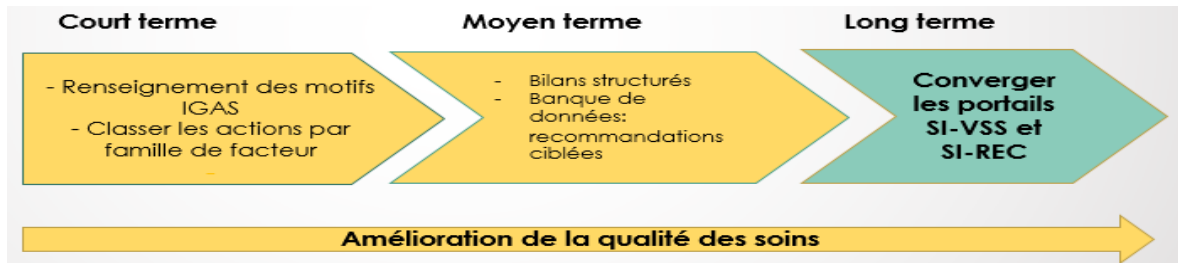 Court terme
Moyen terme
Long terme
- Renseignement des motifs
IGAS
- Classer les actions par
famille de facteur
-
- Bilans structurés
- Banque de
données:
recommandations
ciblées
Converger
les portails
SI-VSS et
SI-REC
Amélioration de la qualité des soins